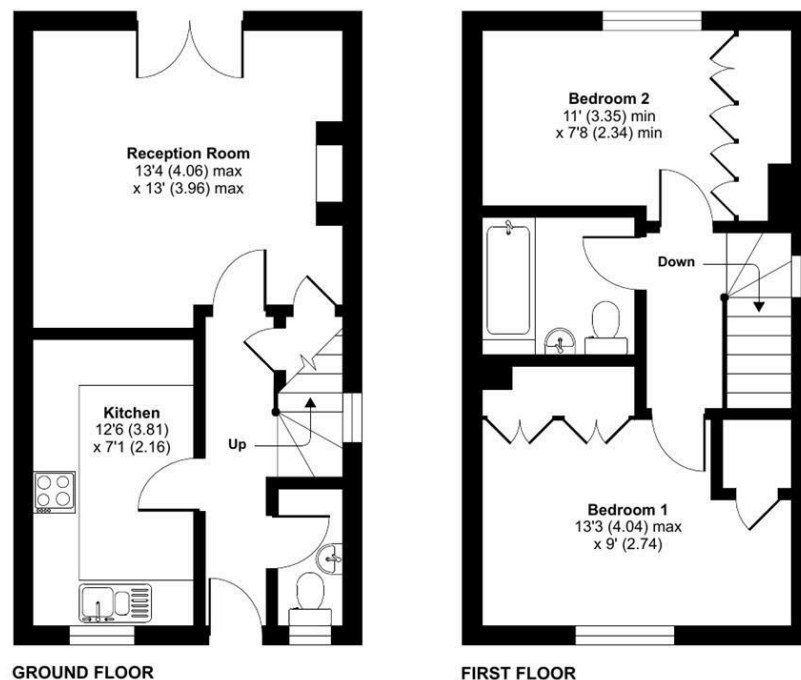 Reception Room
13'4 (4.06) max
x 13' (3.96) max
Kitchen
12'6 (3.81)
x 7'1 (2.16)
Up
GROUND FLOOR
Bedroom 2
11' (3.35) min
x 7'8 (2.34) min
Down
Bedroom 1
13'3 (4.04) max
x 9' (2.74)
FIRST FLOOR